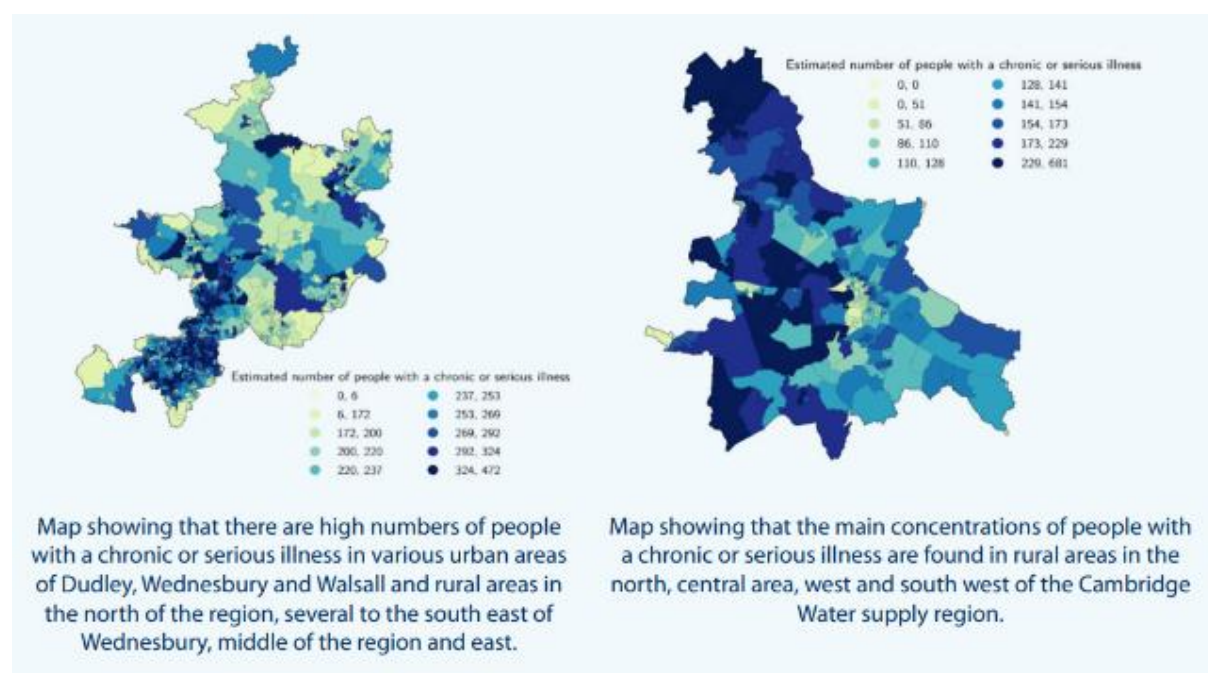 Estimated number of people with a chronic or serious illness
0, 0
128, 141
0, 51
141, 154
51, 86
154, 173
86, 110
173, 229
110, 128
229, 681
Estimated number of people with a chronic or serious illness
0, 6
237, 253
6, 172
253, 269
172, 200
269, 292
200, 220
292, 324
220, 237
324, 472
Map showing that there are high numbers of people
with a chronic or serious illness in various urban areas
of Dudley, Wednesbury and Walsall and rural areas in
the north of the region, several to the south east of
Wednesbury, middle of the region and east.
Map showing that the main concentrations of people with
a chronic or serious illness are found in rural areas in the
north, central area, west and south west of the Cambridge
Water supply region.